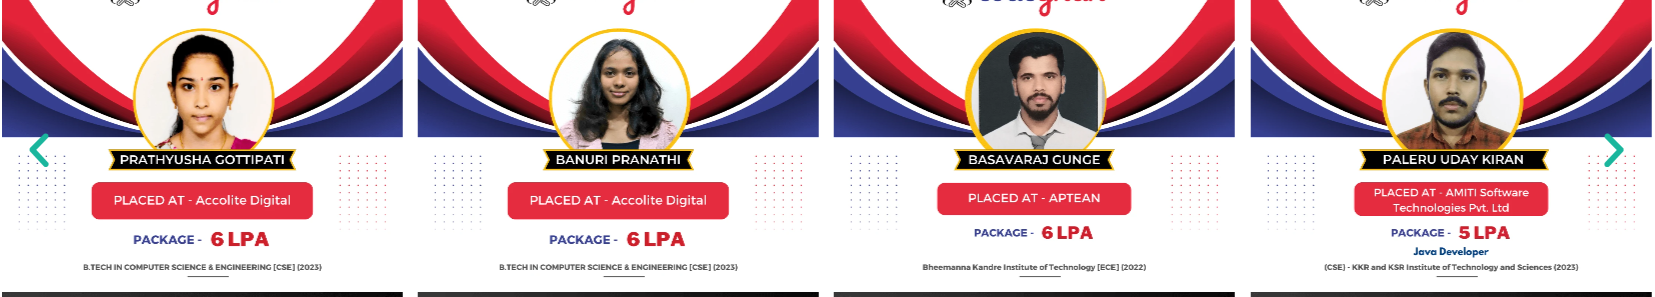 PRATHYUSHA GOTTIPATI
PLACED AT - Accolite Digital
PACKAGE - 6 LPA
B.TECH IN COMPUTER SCIENCE & ENGINEERING [CSE] (2023)
BANURI PRANATHI
PLACED AT - Accolite Digital
PACKAGE - 6 LPA
B.TECH IN COMPUTER SCIENCE & ENGINEERING [CSE] (2023)
BASAVARAJ GUNGE
PLACED AT - APTEAN
PACKAGE - 6 LPA
Bheemanna Kandre Institute of Technology [ECE] (2022)
PALERU UDAY KIRAN
PLACED AT - AMITI Software
Technologies Pvt. Ltd
PACKAGE - 5 LPA
Java Developer
(CSE) - KKR and KSR Institute of Technology and Sciences (2023)